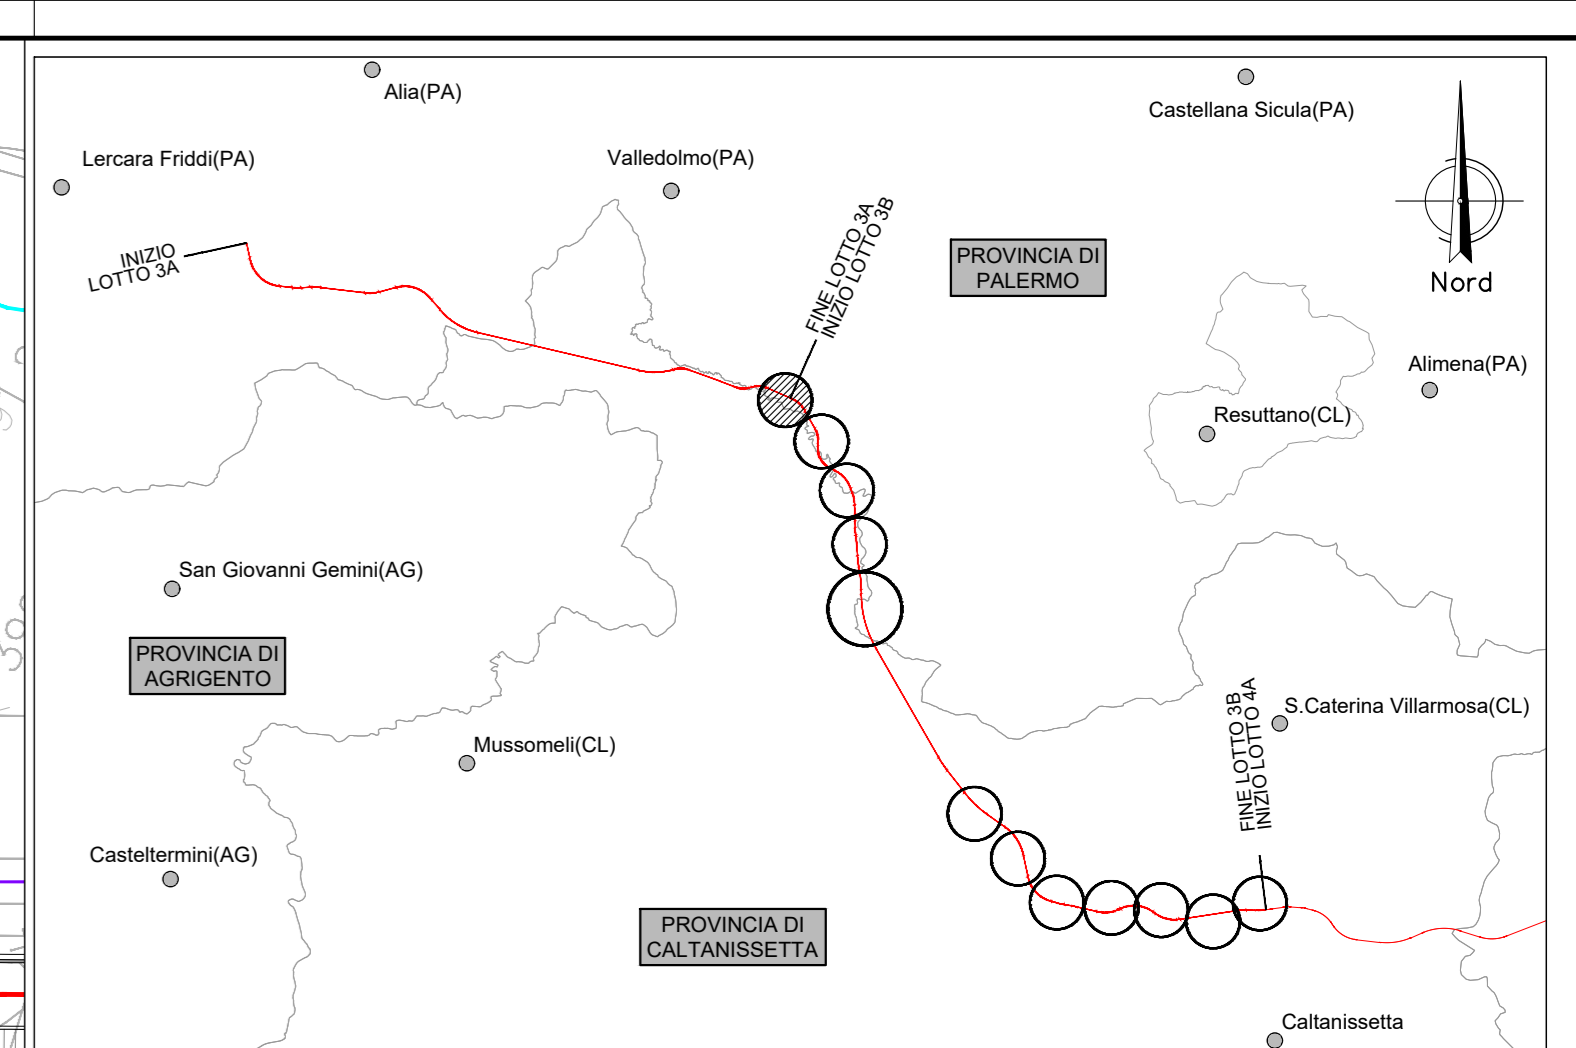 Alia(PA)
Castellana Sicula(PA)
Lercara Friddi(PA)
Valledolmo(PA)
INIZIO
LOTTO 3A
FINE LOTTO 3A
INIZIO LOTTO 3B
PROVINCIA DI
PALERMO
Nord
Alimena(PA)
Resuttano(CL)
San Giovanni Gemini(AG)
PROVINCIA DI
AGRIGENTO
S.Caterina Villarmosa(CL)
FINE LOTTO 3B
INIZIO LOTTO 4A
Mussomeli(CL)
Casteltermini(AG)
PROVINCIA DI
CALTANISSETTA
Caltanissetta